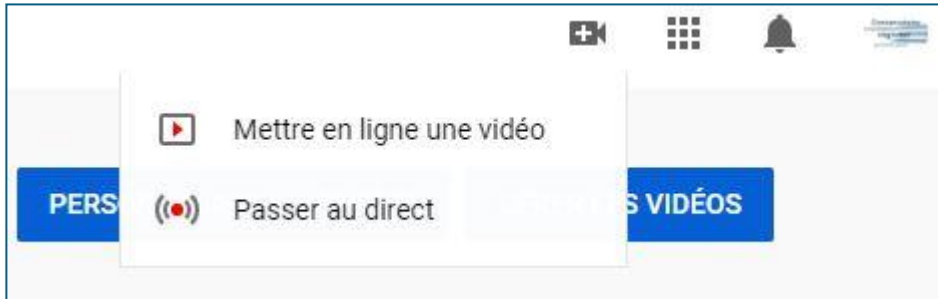 Mettre en ligne une vidéo
Passer au direct
PERS
S VIDÉOS